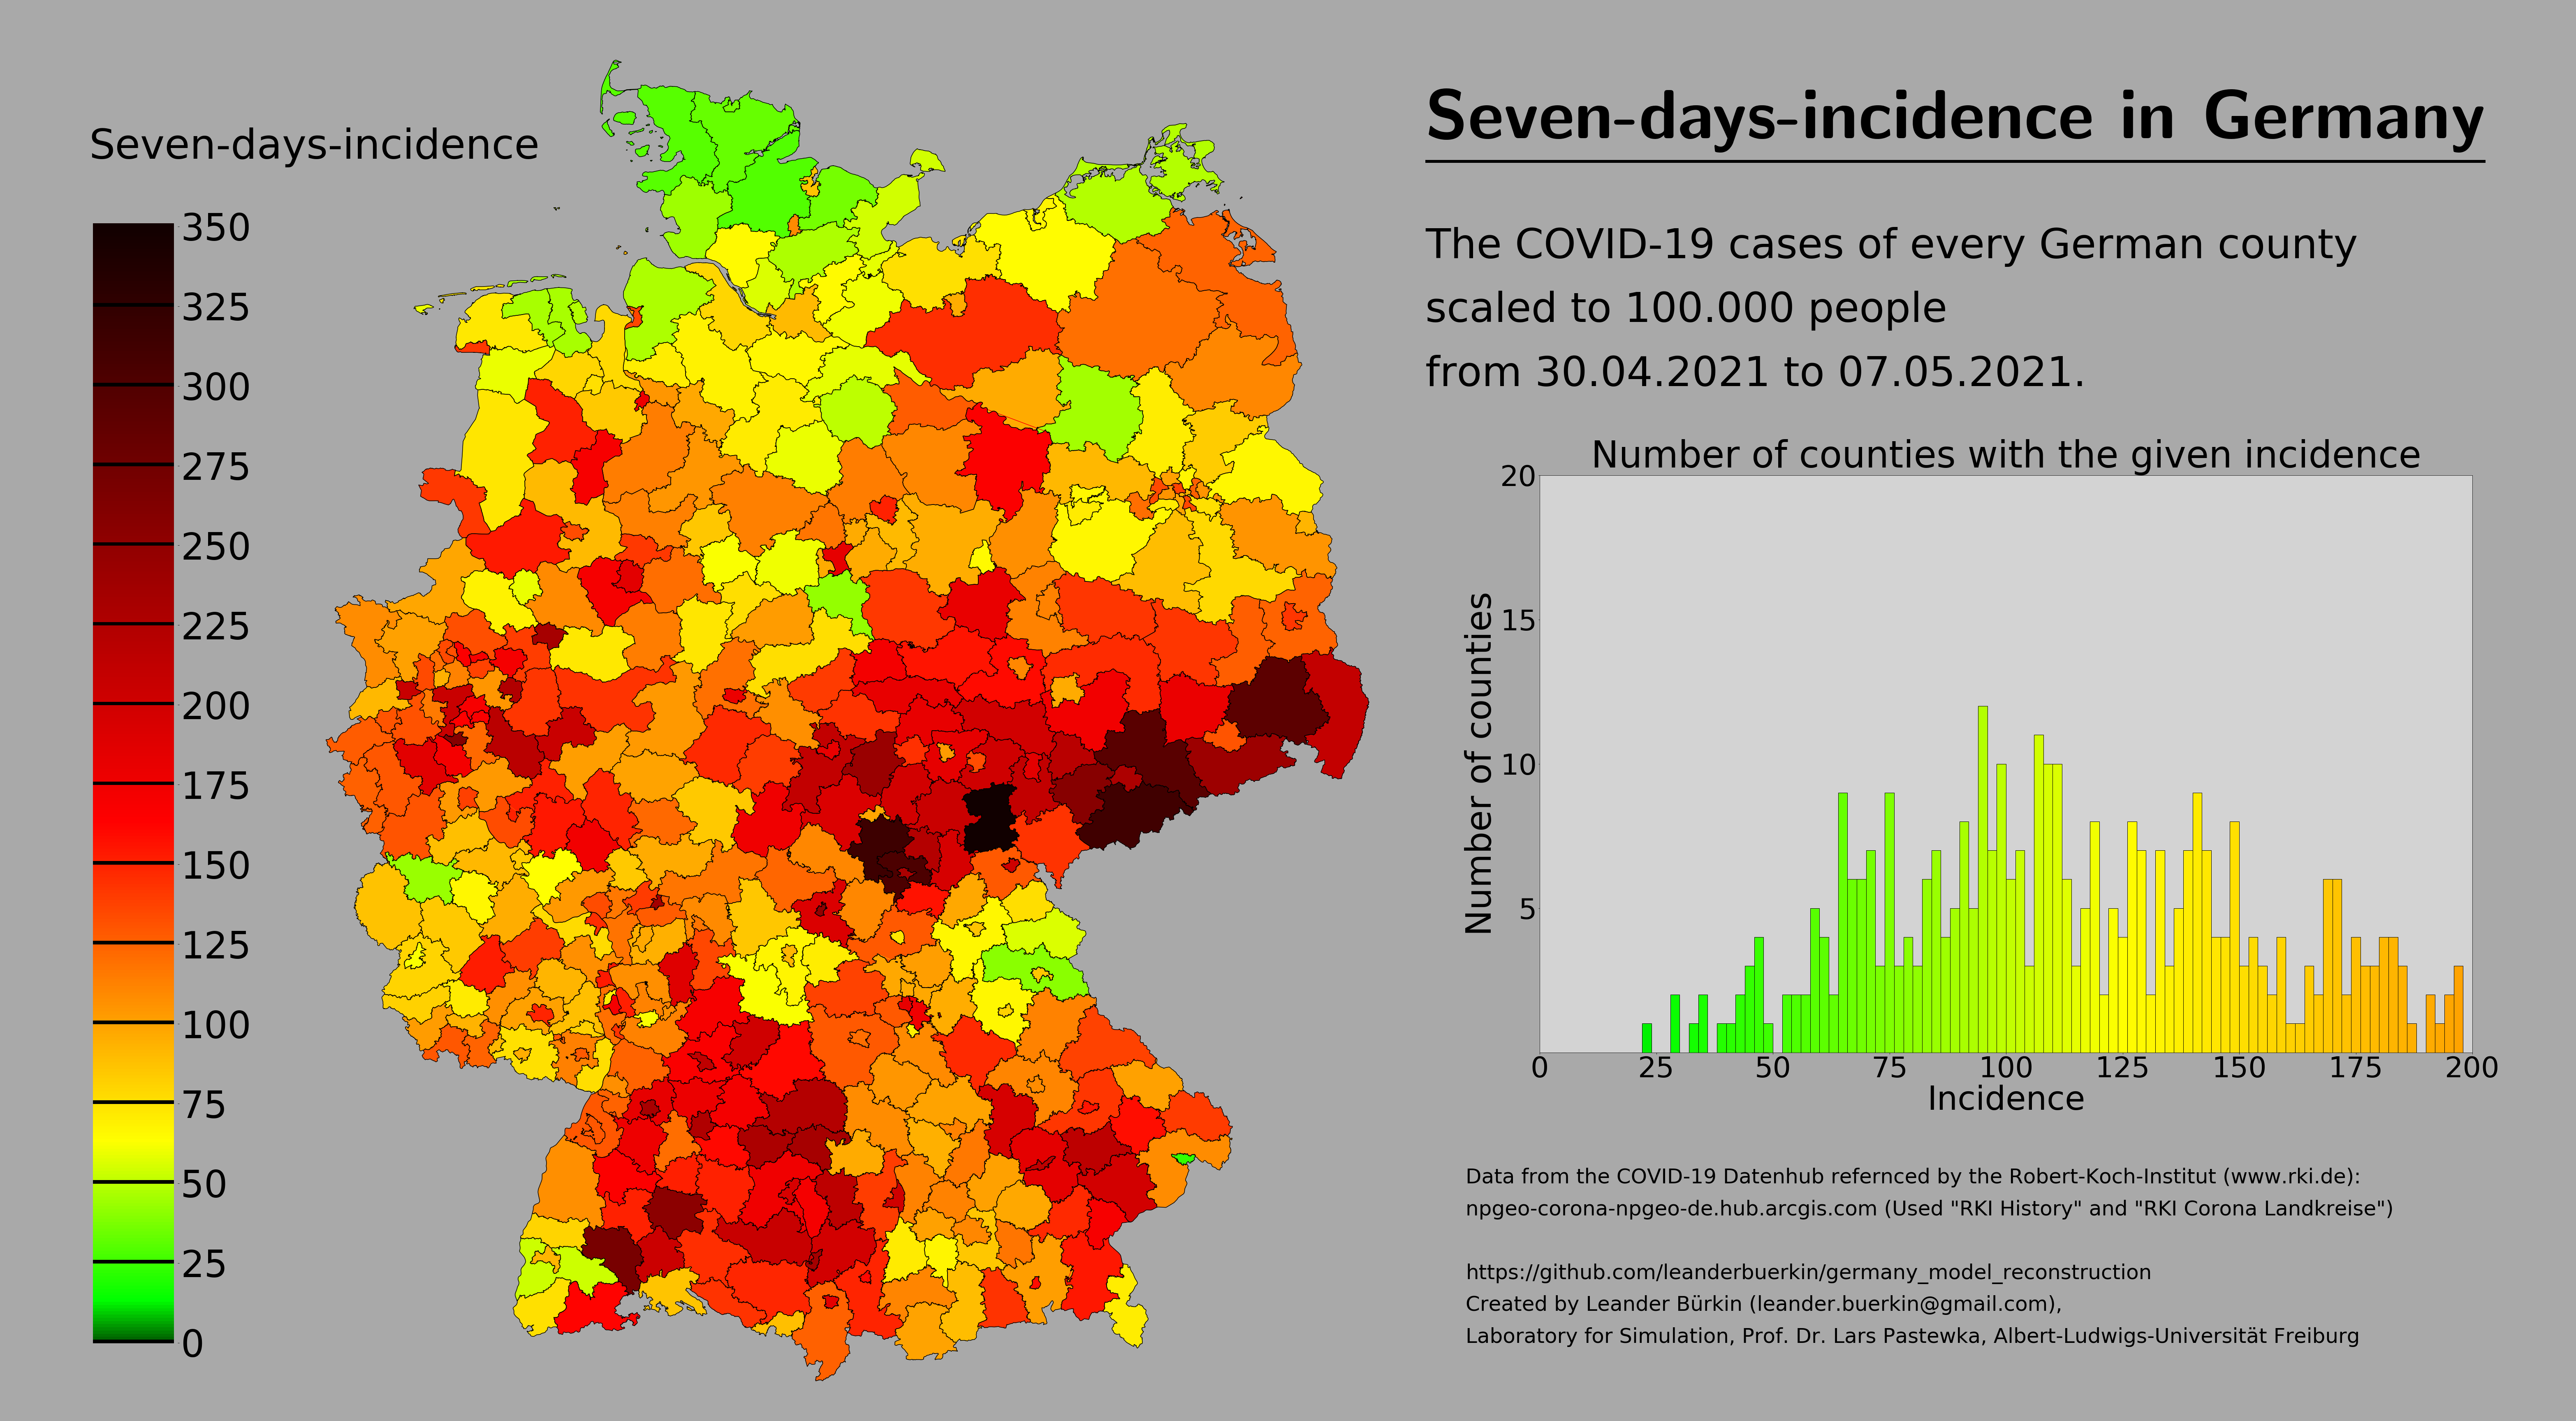 Seven-days-incidence in Germany
Seven-days-incidence
350
325
300
275
250
225
200
175
150
125
100
75
50
25
0
The COVID-19 cases of every German county
scaled to 100.000 people
from 30.04.2021 to 07.05.2021.
Number of counties with the given incidence
Number of counties
20
15
10
5
0 25 50 75 100 125 150 175 200
Incidence
Data from the COVID-19 Datenhub refernced by the Robert-Koch-Institut (www.rki.de):
npgeo-corona-npgeo-de.hub.arcgis.com (Used "RKI History" and "RKI Corona Landkreise")
https://github.com/leanderbuerkin/germany_model_reconstruction
Created by Leander Bürkin (leander.buerkin@gmail.com),
Laboratory for Simulation, Prof. Dr. Lars Pastewka, Albert-Ludwigs-Universität Freiburg